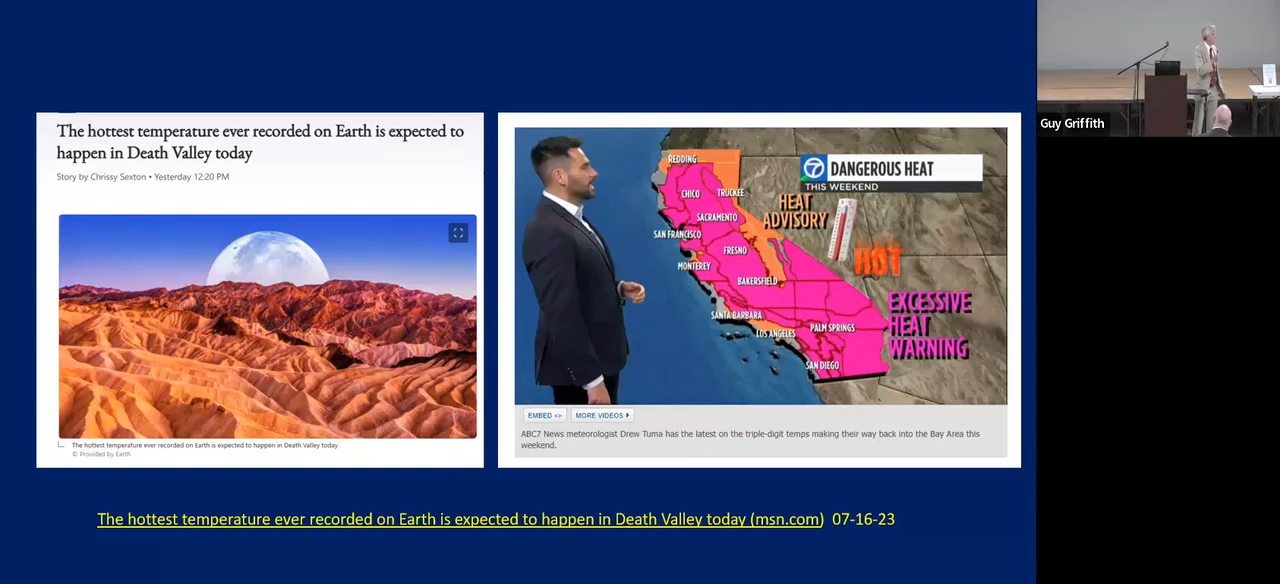 The hottest temperature ever recorded on Earth is expected to
happen in Death Valley today
Story by Chrissy Sexton • Yesterday 12:20 PM
The hottest temperature ever recorded on Earth is expected to happen in Death Valley today
© Provided by Earth
7 DANGEROUS HEAT
THIS WEEKEND
REDDING
CHICO
TRUCKEE
HEAT
ADVISORY
SACRAMENTO
SAN FRANCISCO
FRESNO
HOT
MONTEREY
BAKERSFIELD
EXCESSIVE
HEAT
WARNING
SANTA BARBARA
LOS ANGELES
PALM SPRINGS
SAN DIEGO
EMBED <> MORE VIDEOS
ABC7 News meteorologist Drew Tuma has the latest on the triple-digit temps making their way back into the Bay Area this
weekend.
The hottest temperature ever recorded on Earth is expected to happen in Death Valley today (msn.com) 07-16-23
Guy Griffith